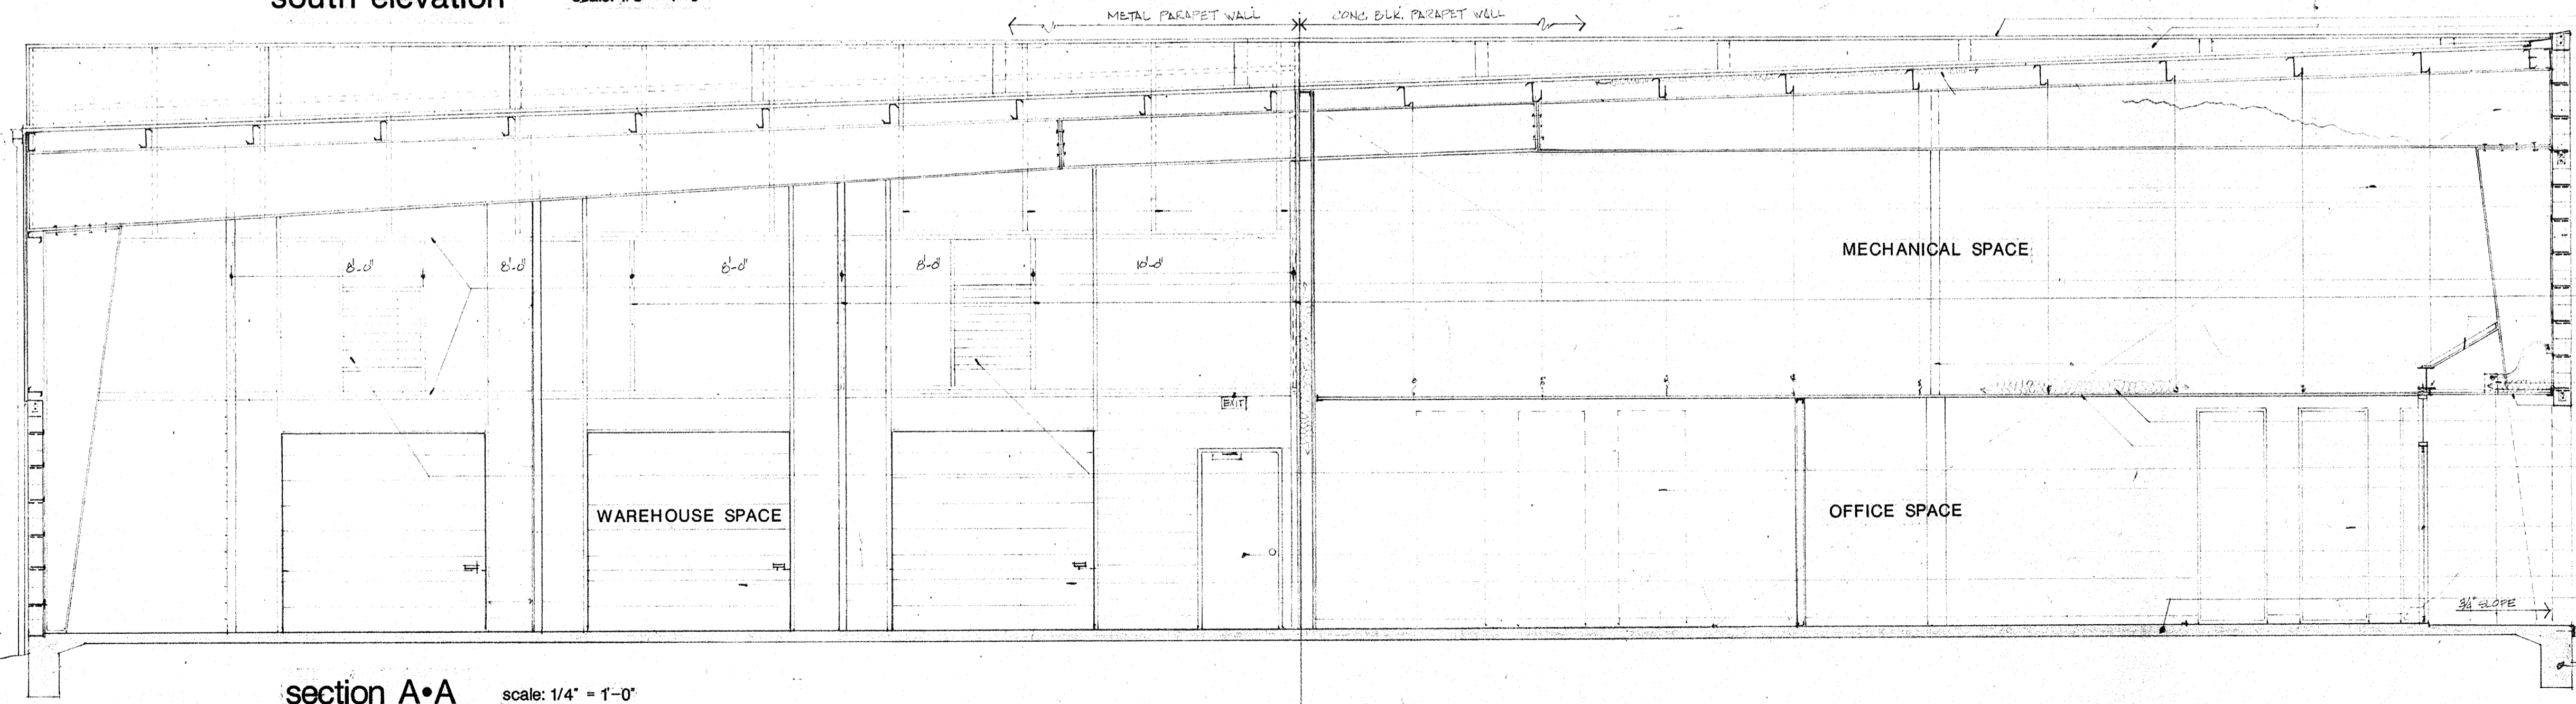 south elevation
METAL PARAPET WALL
CONC. BLK. PARAPET WALL
MECHANICAL SPACE
8'-0"
8'-0"
8'-0"
8'-0"
10'-0"
EXIT
WAREHOUSE SPACE
OFFICE SPACE
3/4" SLOPE
section A•A
scale: 1/4" = 1'-0"